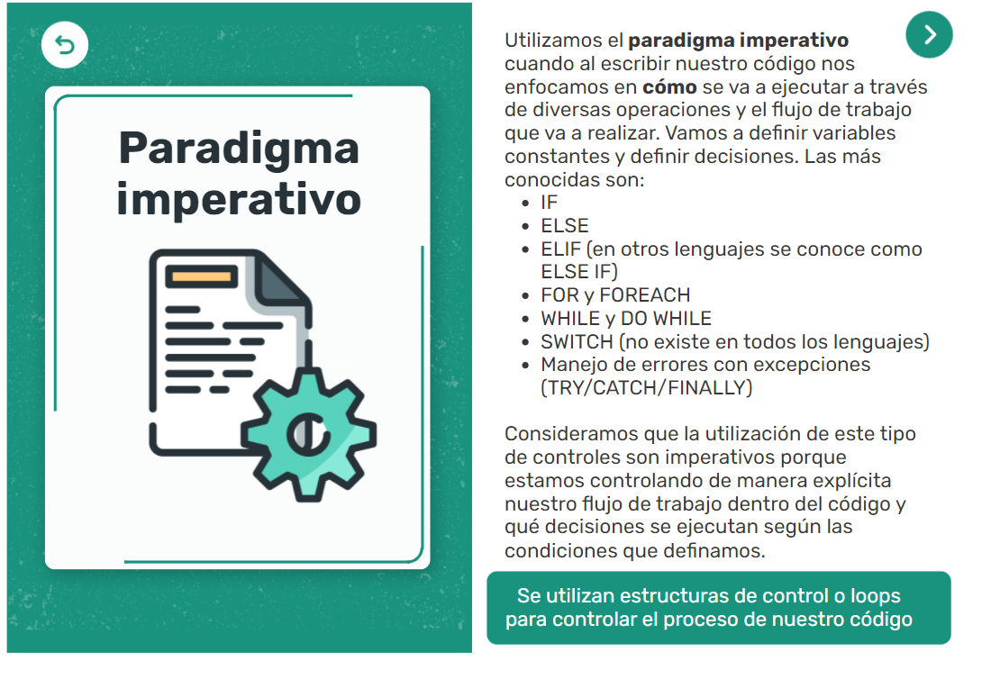 Paradigma
imperativo
Utilizamos el paradigma imperativo
cuando al escribir nuestro código nos
enfocamos en cómo se va a ejecutar a través
de diversas operaciones y el flujo de trabajo
que va a realizar. Vamos a definir variables
constantes y definir decisiones. Las más
conocidas son:
• IF
• ELSE
• ELIF (en otros lenguajes se conoce como
ELSE IF)
• FOR y FOREACH
• WHILE y DO WHILE
• SWITCH (no existe en todos los lenguajes)
• Manejo de errores con excepciones
(TRY/CATCH/FINALLY)
Consideramos que la utilización de este tipo
de controles son imperativos porque
estamos controlando de manera explícita
nuestro flujo de trabajo dentro del código y
qué decisiones se ejecutan según las
condiciones que definamos.
Se utilizan estructuras de control o loops
para controlar el proceso de nuestro código